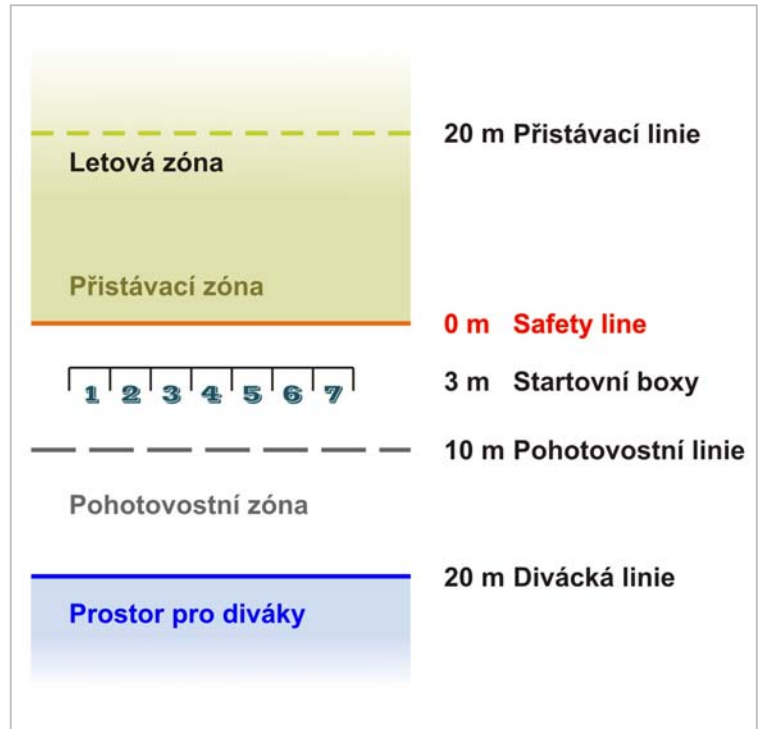 20 m Přistávací linie
Letová zóna
Přistávací zóna
0 m Safety line
1 2 3 4 5 6 7
3 m Startovní boxy
10 m Pohotovostní linie
Pohotovostní zóna
20 m Divácká linie
Prostor pro diváky